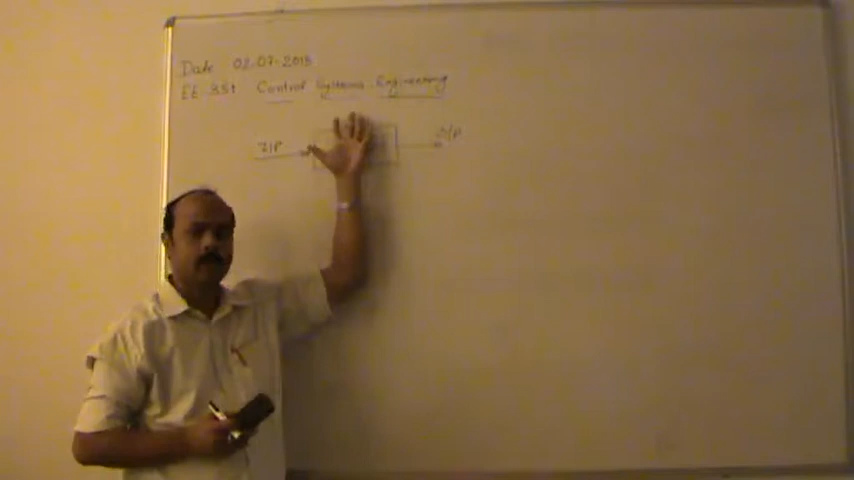 Date 02-07-2018
EE 351 Control Systems Engineering
I/P O/P